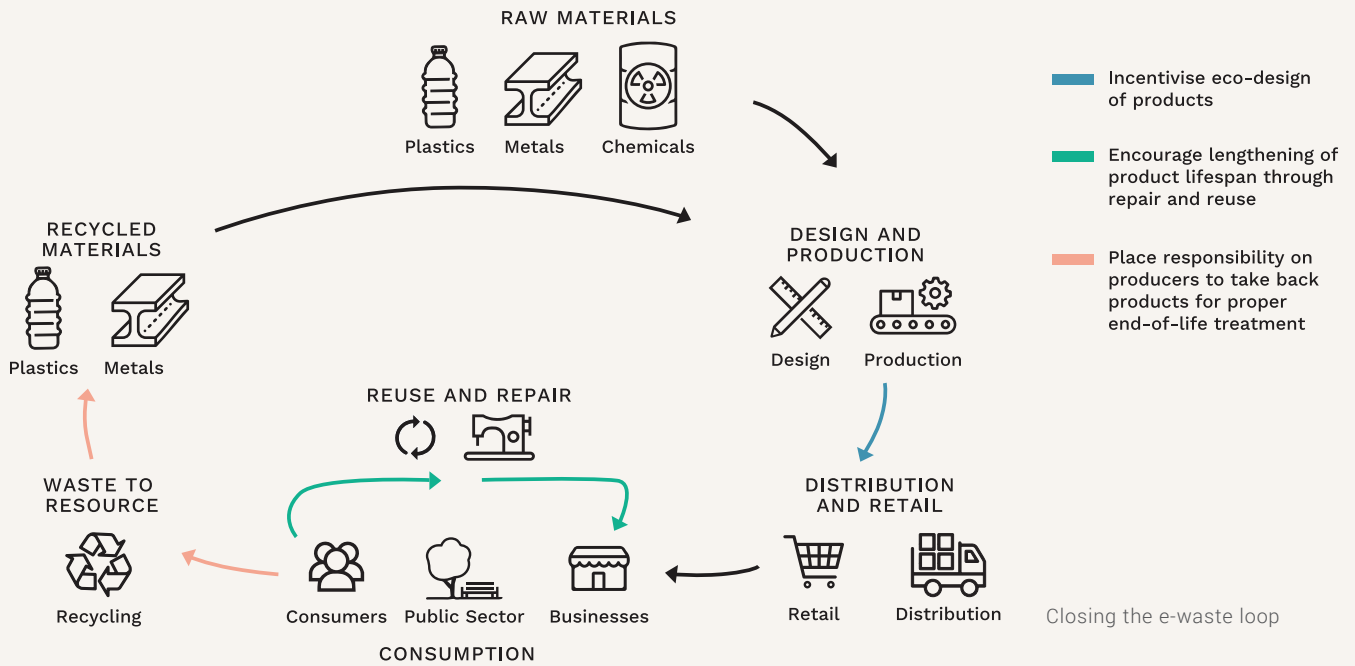 RAW MATERIALS
Plastics
Metals
Chemicals
Incentivise eco-design
of products
Encourage lengthening of
product lifespan through
repair and reuse
Place responsibility on
producers to take back
products for proper
end-of-life treatment
RECYCLED
MATERIALS
Plastics
Metals
DESIGN AND
PRODUCTION
Design
Production
REUSE AND REPAIR
WASTE TO
RESOURCE
Recycling
DISTRIBUTION
AND RETAIL
Consumers
Public Sector
Businesses
Retail
Distribution
CONSUMPTION
Closing the e-waste loop